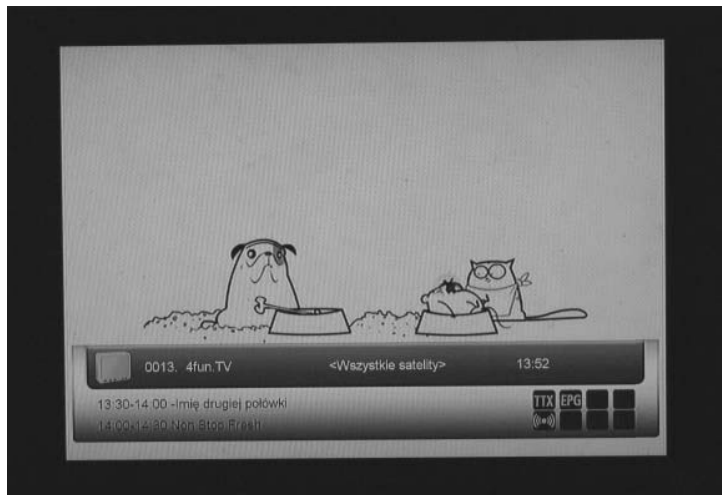 0013. 4fun.TV <Wszystkie satelity> 13:52
13:30-14:00 -Imię drugiej połówki
TTX EPG
14:00-14:30 Non Stop Fresh